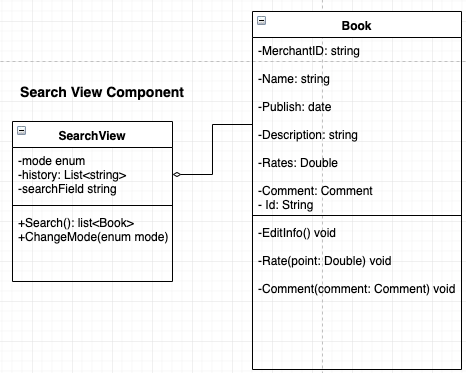 Search View Component
SearchView
-mode enum
-history: List<string>
-searchField string
+Search(): list<Book>
+ChangeMode(enum mode)
Book
-MerchantID: string
-Name: string
-Publish: date
-Description: string
-Rates: Double
-Comment: Comment
- Id: String
-EditInfo() void
-Rate(point: Double) void
-Comment(comment: Comment) void